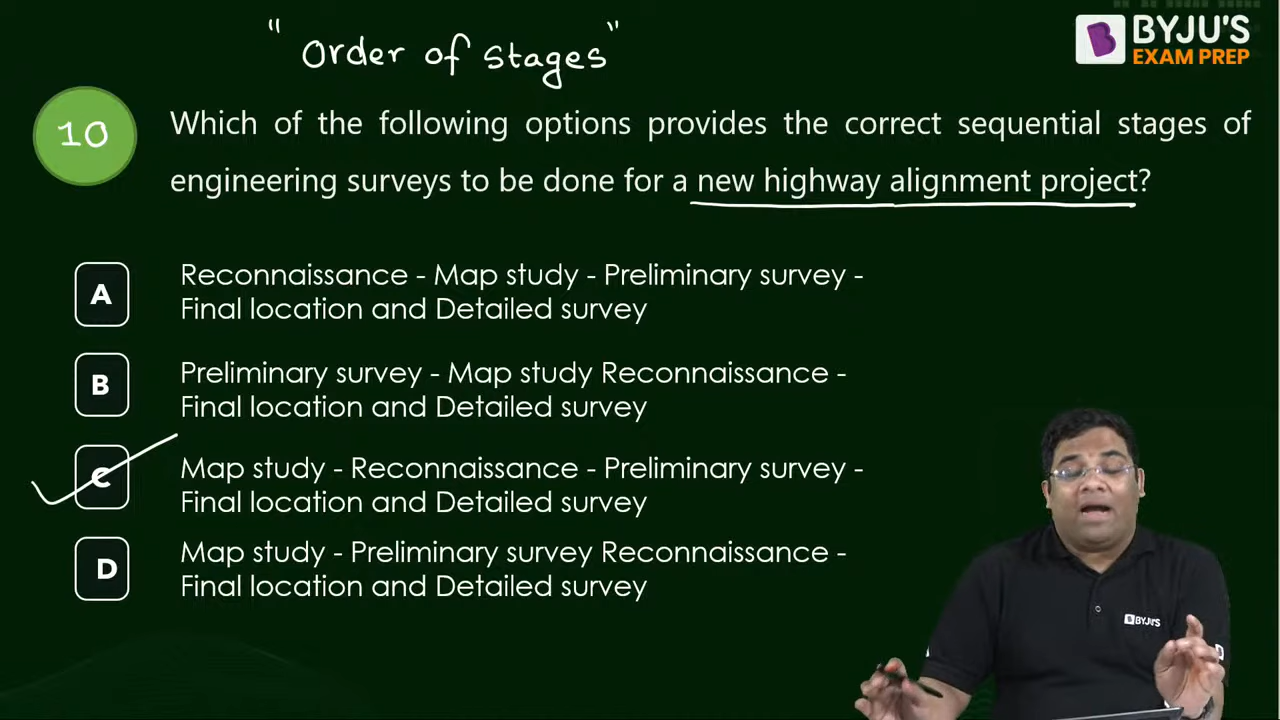 "Order of stages"
BYJU'S
EXAM PREP
10
Which of the following options provides the correct sequential stages of
engineering surveys to be done for a new highway alignment project?
A
Reconnaissance - Map study - Preliminary survey -
Final location and Detailed survey
B
Preliminary survey - Map study Reconnaissance -
Final location and Detailed survey
C
Map study - Reconnaissance - Preliminary survey -
Final location and Detailed survey
D
Map study - Preliminary survey Reconnaissance -
Final location and Detailed survey
BYJU'S